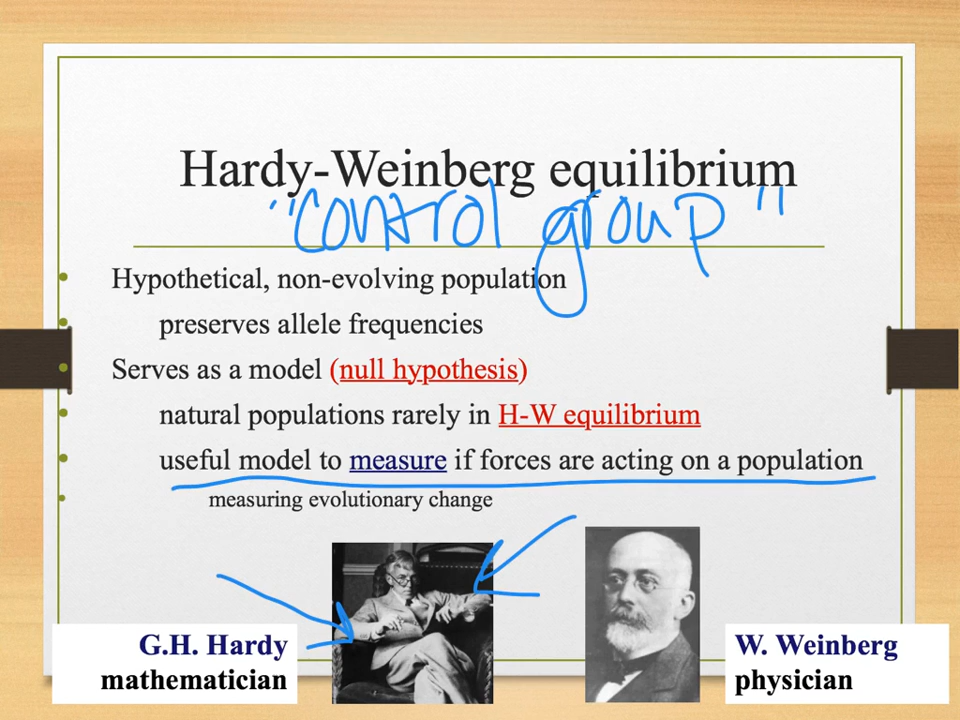 Hardy-Weinberg equilibrium
"control group"
• Hypothetical, non-evolving population
• preserves allele frequencies
• Serves as a model (null hypothesis)
• natural populations rarely in H-W equilibrium
• useful model to measure if forces are acting on a population
• measuring evolutionary change
G.H. Hardy
mathematician
W. Weinberg
physician